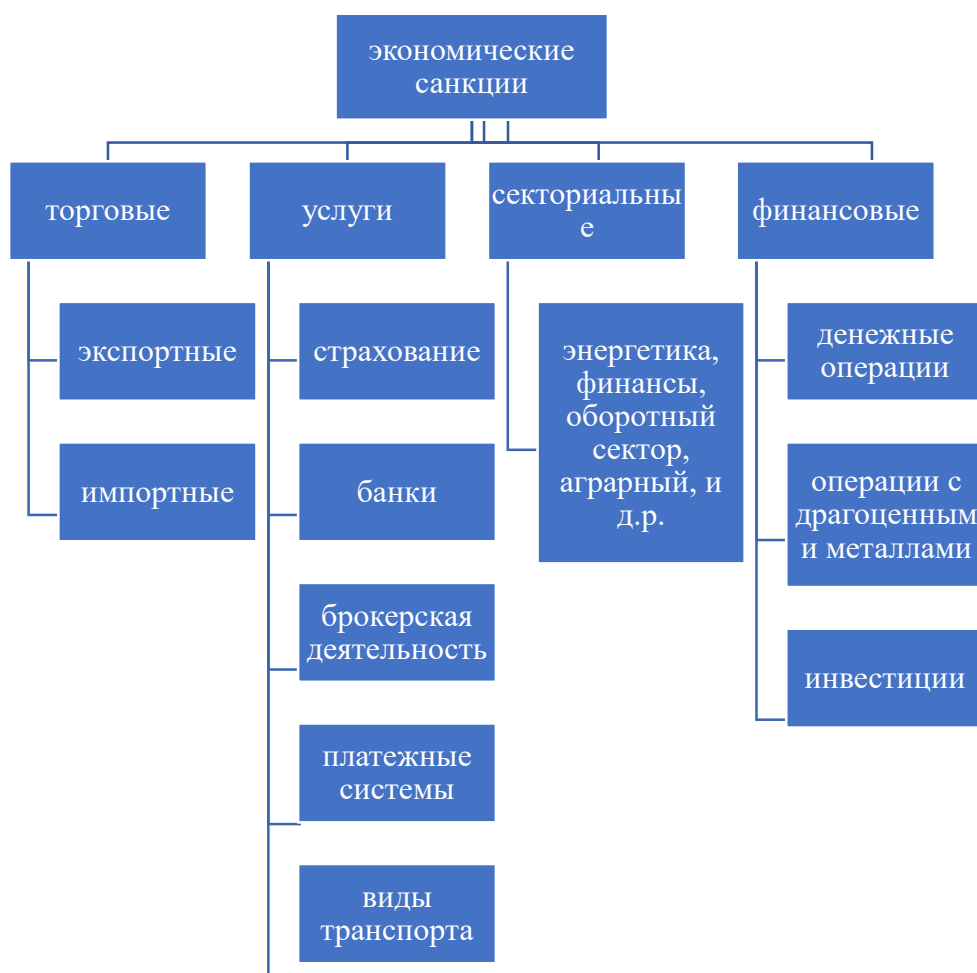 экономические
санкции
торговые
услуги
секториальны
е
финансовые
экспортные
импортные
страхование
банки
брокерская
деятельность
платежные
системы
виды
транспорта
энергетика,
финансы,
оборотный
сектор,
аграрный, и
д.р.
денежные
операции
операции с
драгоценным
и металлами
инвестиции